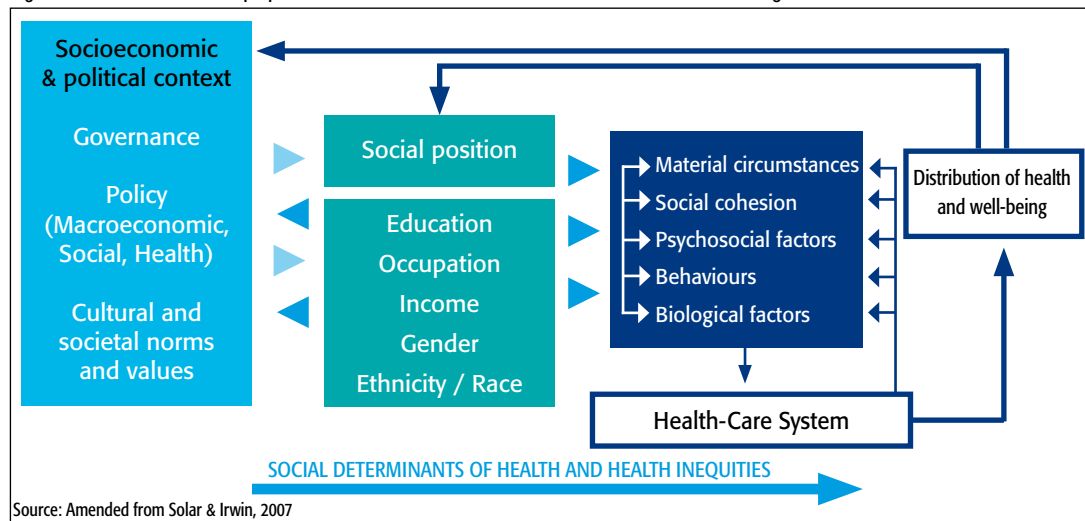 Socioeconomic
& political context
Governance
Policy
(Macroeconomic,
Social, Health)
Cultural and
societal norms
and values
Social position
Education
Occupation
Income
Gender
Ethnicity / Race
Material circumstances
Social cohesion
Psychosocial factors
Behaviours
Biological factors
Distribution of health
and well-being
Health-Care System
SOCIAL DETERMINANTS OF HEALTH AND HEALTH INEQUITIES
Source: Amended from Solar & Irwin, 2007